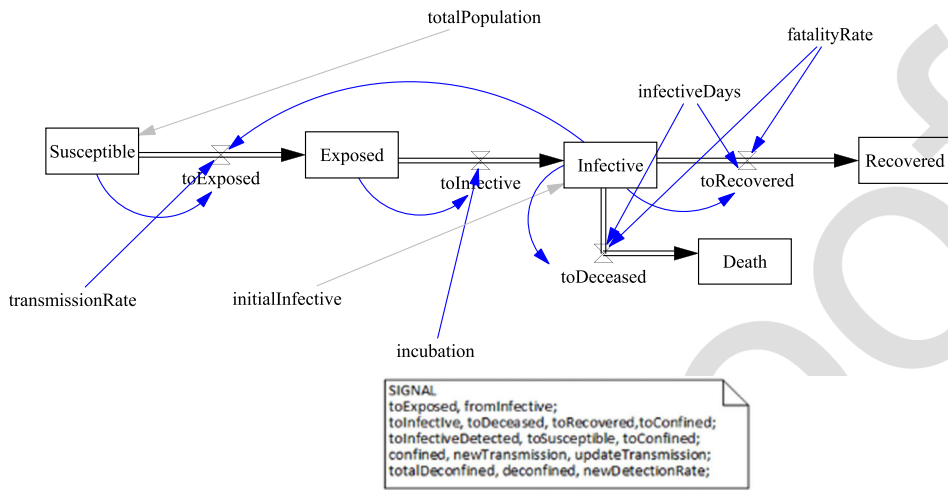 totalPopulation
fatalityRate
infectiveDays
Susceptible
Exposed
Infective
Recovered
toExposed
toInfective
toRecovered
Death
toDeceased
transmissionRate
initialInfective
incubation
SIGNAL
toExposed, fromInfective;
toInfectIve, toDeceased, toRecovered,toConfined;
toInfectiveDetected, toSusceptible, toConfined;
confined, newTransmission, updateTransmission;
totalDeconfined, deconfined, newDetectionRate;